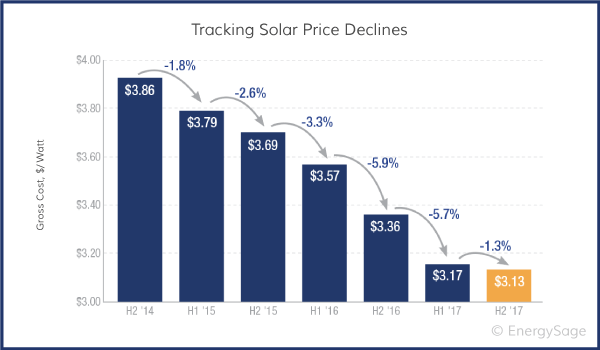 Tracking Solar Price Declines
Gross Cost, $/Watt
$4.00
$3.80
$3.60
$3.40
$3.20
$3.00
-1.8%
-2.6%
-3.3%
-5.9%
-5.7%
-1.3%
$3.86
$3.79
$3.69
$3.57
$3.36
$3.17
$3.13
H2 '14
H1 '15
H2 '15
H1 '16
H2 '16
H1 '17
H2 '17
© EnergySage